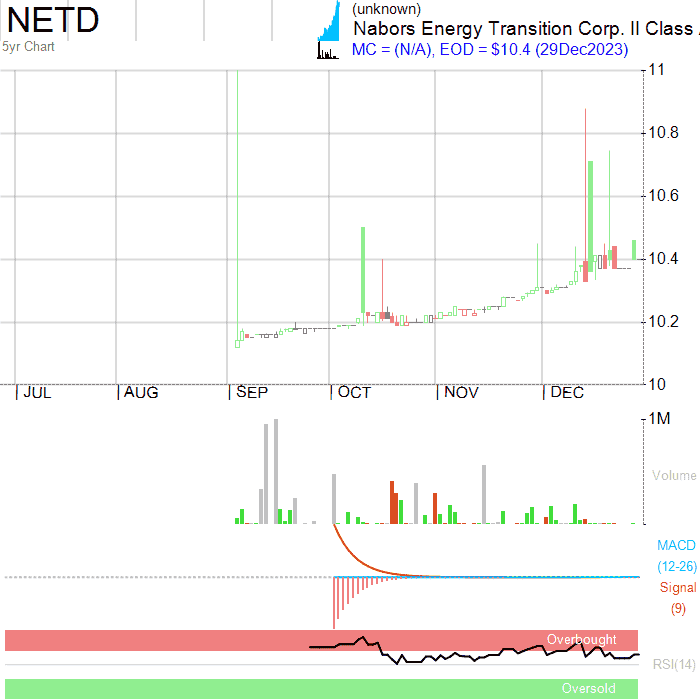 NETD
5yr Chart
(unknown)
Nabors Energy Transition Corp. II Class
MC = (N/A), EOD = $10.4 (29Dec2023)
11
10.8
10.6
10.4
10.2
10
JUL AUG SEP OCT NOV DEC
1M
Volume
MACD
(12-26)
Signal
(9)
Overbought
RSI(14)
Oversold